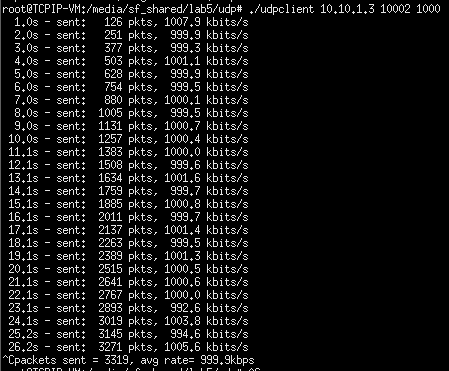 root@TCPIP-VM:/media/sf_shared/lab5/udp# ./udpclient 10.10.1.3 10002 1000
1.0s - sent: 126 pkts, 1007.9 kbits/s
2.0s - sent: 251 pkts, 999.9 kbits/s
3.0s - sent: 377 pkts, 999.3 kbits/s
4.0s - sent: 503 pkts, 1001.1 kbits/s
5.0s - sent: 628 pkts, 999.9 kbits/s
6.0s - sent: 754 pkts, 999.5 kbits/s
7.0s - sent: 880 pkts, 1000.1 kbits/s
8.0s - sent: 1005 pkts, 999.5 kbits/s
9.0s - sent: 1131 pkts, 1000.7 kbits/s
10.0s - sent: 1257 pkts, 1000.4 kbits/s
11.1s - sent: 1383 pkts, 1000.0 kbits/s
12.1s - sent: 1508 pkts, 999.6 kbits/s
13.1s - sent: 1634 pkts, 1001.6 kbits/s
14.1s - sent: 1759 pkts, 999.7 kbits/s
15.1s - sent: 1885 pkts, 1000.8 kbits/s
16.1s - sent: 2011 pkts, 999.7 kbits/s
17.1s - sent: 2137 pkts, 1001.4 kbits/s
18.1s - sent: 2263 pkts, 999.5 kbits/s
19.1s - sent: 2389 pkts, 1001.3 kbits/s
20.1s - sent: 2515 pkts, 1000.5 kbits/s
21.1s - sent: 2641 pkts, 1000.6 kbits/s
22.1s - sent: 2767 pkts, 1000.0 kbits/s
23.1s - sent: 2893 pkts, 992.6 kbits/s
24.1s - sent: 3019 pkts, 1003.8 kbits/s
25.2s - sent: 3145 pkts, 994.6 kbits/s
26.2s - sent: 3271 pkts, 1005.6 kbits/s
^Cpackets sent = 3319, avg rate= 999.9kbps